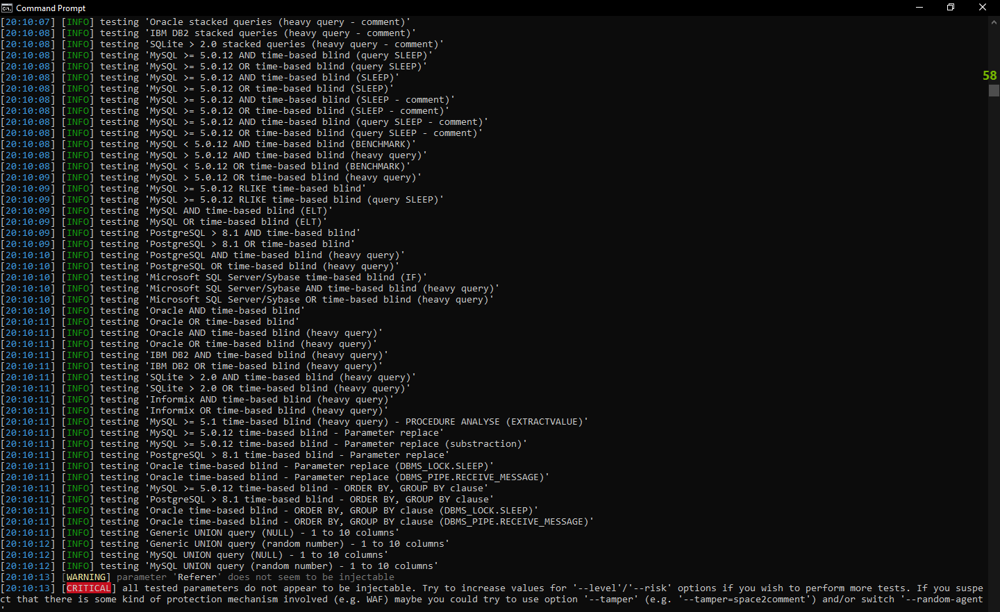 Command Prompt
[20:10:07] [INFO] testing 'Oracle stacked queries (heavy query - comment)'
[20:10:08] [INFO] testing 'IBM DB2 stacked queries (heavy query - comment)'
[20:10:08] [INFO] testing 'SQLite > 2.0 stacked queries (heavy query - comment)'
[20:10:08] [INFO] testing 'MySQL >= 5.0.12 AND time-based blind (query SLEEP)'
[20:10:08] [INFO] testing 'MySQL >= 5.0.12 OR time-based blind (query SLEEP)'
58
[20:10:08] [INFO] testing 'MySQL >= 5.0.12 AND time-based blind (SLEEP)'
[20:10:08] [INFO] testing 'MySQL >= 5.0.12 OR time-based blind (SLEEP)'
[20:10:08] [INFO] testing 'MySQL >= 5.0.12 AND time-based blind (SLEEP - comment)'
[20:10:08] [INFO] testing 'MySQL >= 5.0.12 OR time-based blind (SLEEP - comment)'
[20:10:08] [INFO] testing 'MySQL >= 5.0.12 AND time-based blind (query SLEEP - comment)'
[20:10:08] [INFO] testing 'MySQL >= 5.0.12 OR time-based blind (query SLEEP - comment)'
[20:10:08] [INFO] testing 'MySQL < 5.0.12 AND time-based blind (BENCHMARK)'
[20:10:08] [INFO] testing 'MySQL > 5.0.12 AND time-based blind (heavy query)'
[20:10:08] [INFO] testing 'MySQL < 5.0.12 OR time-based blind (BENCHMARK)'
[20:10:09] [INFO] testing 'MySQL > 5.0.12 OR time-based blind (heavy query)'
[20:10:09] [INFO] testing 'MySQL >= 5.0.12 RLIKE time-based blind'
[20:10:09] [INFO] testing 'MySQL >= 5.0.12 RLIKE time-based blind (query SLEEP)'
[20:10:09] [INFO] testing 'MySQL AND time-based blind (ELT)'
[20:10:09] [INFO] testing 'MySQL OR time-based blind (ELT)'
[20:10:09] [INFO] testing 'PostgreSQL > 8.1 AND time-based blind'
[20:10:09] [INFO] testing 'PostgreSQL > 8.1 OR time-based blind'
[20:10:10] [INFO] testing 'PostgreSQL AND time-based blind (heavy query)'
[20:10:10] [INFO] testing 'PostgreSQL OR time-based blind (heavy query)'
[20:10:10] [INFO] testing 'Microsoft SQL Server/Sybase time-based blind (IF)'
[20:10:10] [INFO] testing 'Microsoft SQL Server/Sybase AND time-based blind (heavy query)'
[20:10:10] [INFO] testing 'Microsoft SQL Server/Sybase OR time-based blind (heavy query)'
[20:10:10] [INFO] testing 'Oracle AND time-based blind'
[20:10:11] [INFO] testing 'Oracle OR time-based blind'
[20:10:11] [INFO] testing 'Oracle AND time-based blind (heavy query)'
[20:10:11] [INFO] testing 'Oracle OR time-based blind (heavy query)'
[20:10:11] [INFO] testing 'IBM DB2 AND time-based blind (heavy query)'
[20:10:11] [INFO] testing 'IBM DB2 OR time-based blind (heavy query)'
[20:10:11] [INFO] testing 'SQLite > 2.0 AND time-based blind (heavy query)'
[20:10:11] [INFO] testing 'SQLite > 2.0 OR time-based blind (heavy query)'
[20:10:11] [INFO] testing 'Informix AND time-based blind (heavy query)'
[20:10:11] [INFO] testing 'Informix OR time-based blind (heavy query)'
[20:10:11] [INFO] testing 'MySQL >= 5.1 time-based blind (heavy query) - PROCEDURE ANALYSE (EXTRACTVALUE)'
[20:10:11] [INFO] testing 'MySQL >= 5.0.12 time-based blind - Parameter replace'
[20:10:11] [INFO] testing 'MySQL >= 5.0.12 time-based blind - Parameter replace (substraction)'
[20:10:11] [INFO] testing 'PostgreSQL > 8.1 time-based blind - Parameter replace'
[20:10:11] [INFO] testing 'Oracle time-based blind - Parameter replace (DBMS_LOCK.SLEEP)'
[20:10:11] [INFO] testing 'Oracle time-based blind - Parameter replace (DBMS_PIPE.RECEIVE_MESSAGE)'
[20:10:11] [INFO] testing 'MySQL >= 5.0.12 time-based blind - ORDER BY, GROUP BY clause'
[20:10:11] [INFO] testing 'PostgreSQL > 8.1 time-based blind - ORDER BY, GROUP BY clause'
[20:10:11] [INFO] testing 'Oracle time-based blind - ORDER BY, GROUP BY clause (DBMS_LOCK.SLEEP)'
[20:10:11] [INFO] testing 'Oracle time-based blind - ORDER BY, GROUP BY clause (DBMS_PIPE.RECEIVE_MESSAGE)'
[20:10:11] [INFO] testing 'Generic UNION query (NULL) - 1 to 10 columns'
[20:10:12] [INFO] testing 'Generic UNION query (random number) - 1 to 10 columns'
[20:10:12] [INFO] testing 'MySQL UNION query (NULL) - 1 to 10 columns'
[20:10:12] [INFO] testing 'MySQL UNION query (random number) - 1 to 10 columns'
[20:10:13] [WARNING] parameter 'Referer' does not seem to be injectable
[20:10:13] [CRITICAL] all tested parameters do not appear to be injectable. Try to increase values for '--level'/'--risk' options if you wish to perform more tests. If you suspe
ct that there is some kind of protection mechanism involved (e.g. WAF) maybe you could try to use option '--tamper' (e.g. '--tamper=space2comment') and/or switch '--random-agent
'